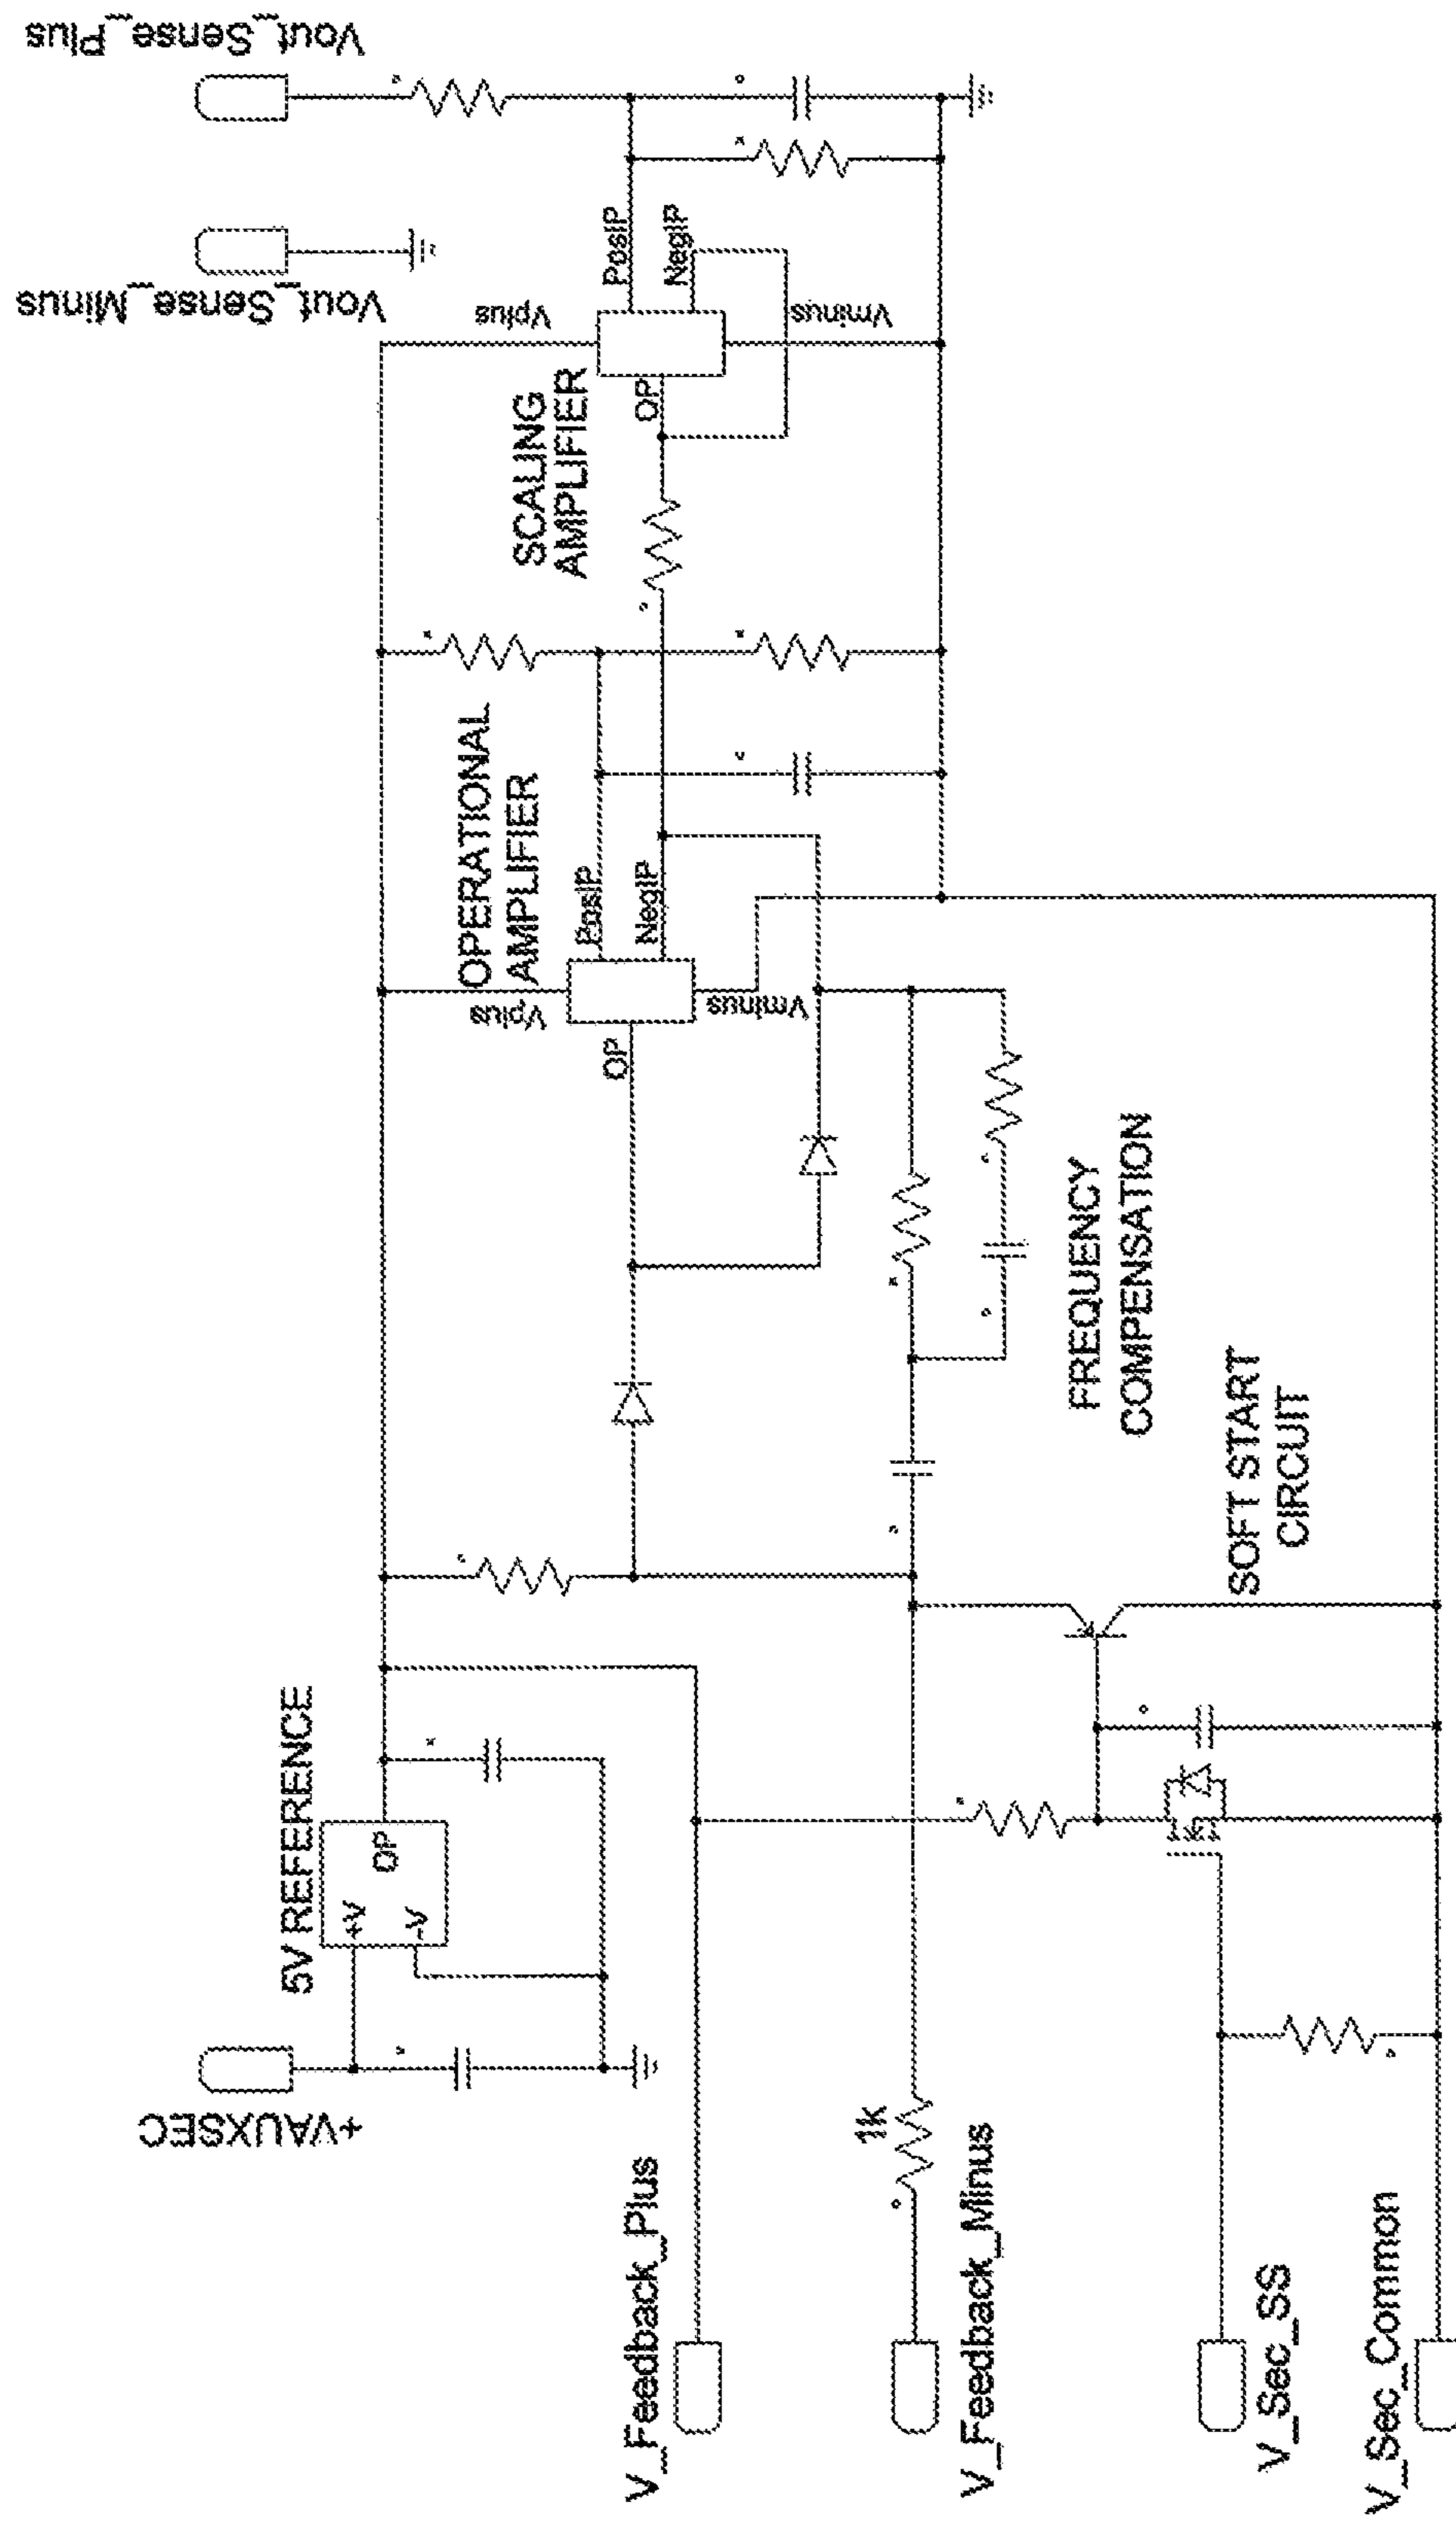 Vout_Sense_Plus
Vout_Sense_Minus
Vplus
PosIP
NegIP
Vminus
OP
SCALING
AMPLIFIER
OPERATIONAL
AMPLIFIER
PosIP
NegIP
Vplus
Vminus
OP
FREQUENCY
COMPENSATION
SOFT START
CIRCUIT
5V REFERENCE
OP
+V
-V
+VAUXSEC
1k
V_Feedback_Plus
V_Feedback_Minus
V_Sec_SS
V_Sec_Common